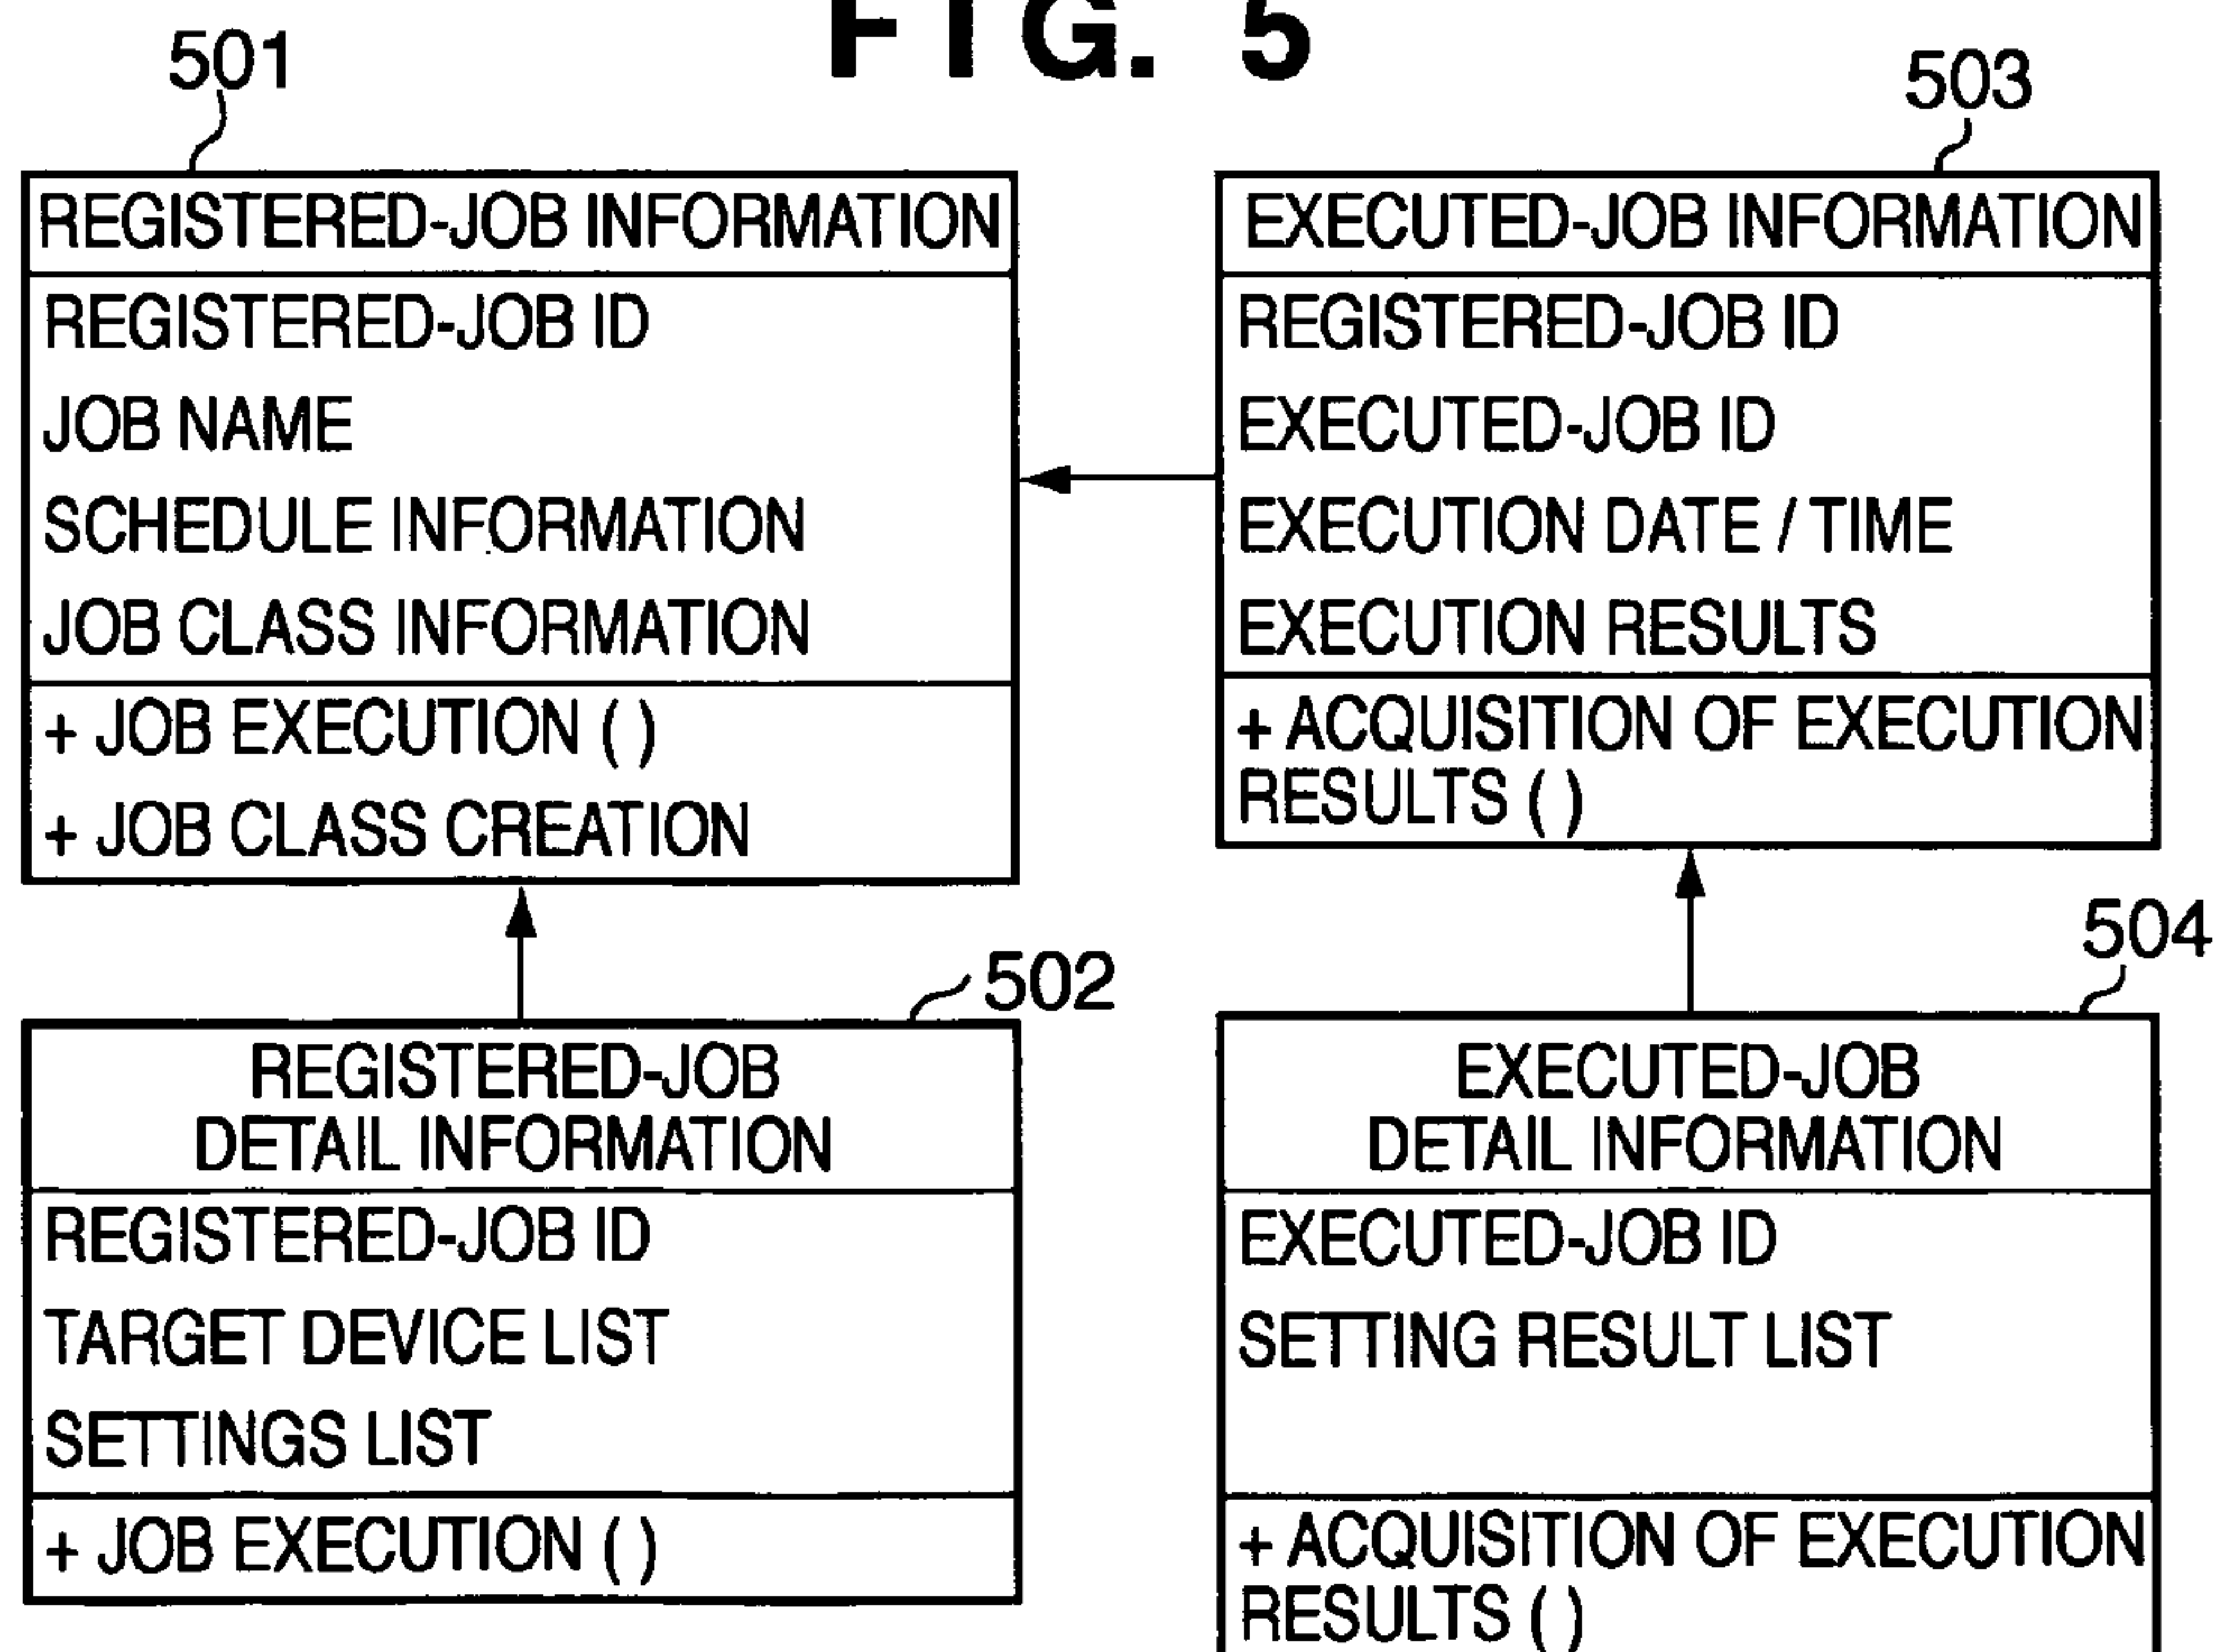 FIG. 5
501
REGISTERED-JOB INFORMATION
REGISTERED-JOB ID
JOB NAME
SCHEDULE INFORMATION
JOB CLASS INFORMATION
+ JOB EXECUTION ( )
+ JOB CLASS CREATION
503
EXECUTED-JOB INFORMATION
REGISTERED-JOB ID
EXECUTED-JOB ID
EXECUTION DATE / TIME
EXECUTION RESULTS
+ ACQUISITION OF EXECUTION
RESULTS ( )
502
REGISTERED-JOB
DETAIL INFORMATION
REGISTERED-JOB ID
TARGET DEVICE LIST
SETTINGS LIST
+ JOB EXECUTION ( )
504
EXECUTED-JOB
DETAIL INFORMATION
EXECUTED-JOB ID
SETTING RESULT LIST
+ ACQUISITION OF EXECUTION
RESULTS ( )